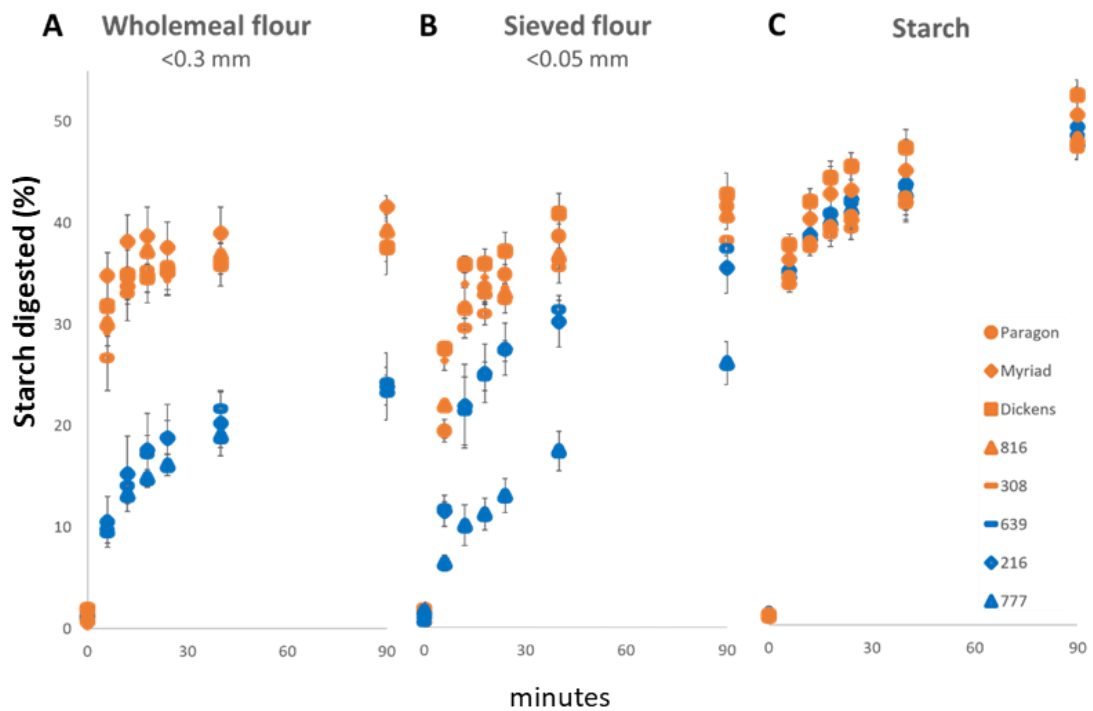 A Wholemeal flour
<0.3 mm
B Sieved flour
<0.05 mm
C Starch
Starch digested (%)
50
40
30
20
10
0
0 30 60 90
0 30 60 90
0 30 60 90
minutes
Paragon
Myriad
Dickens
816
308
639
216
777